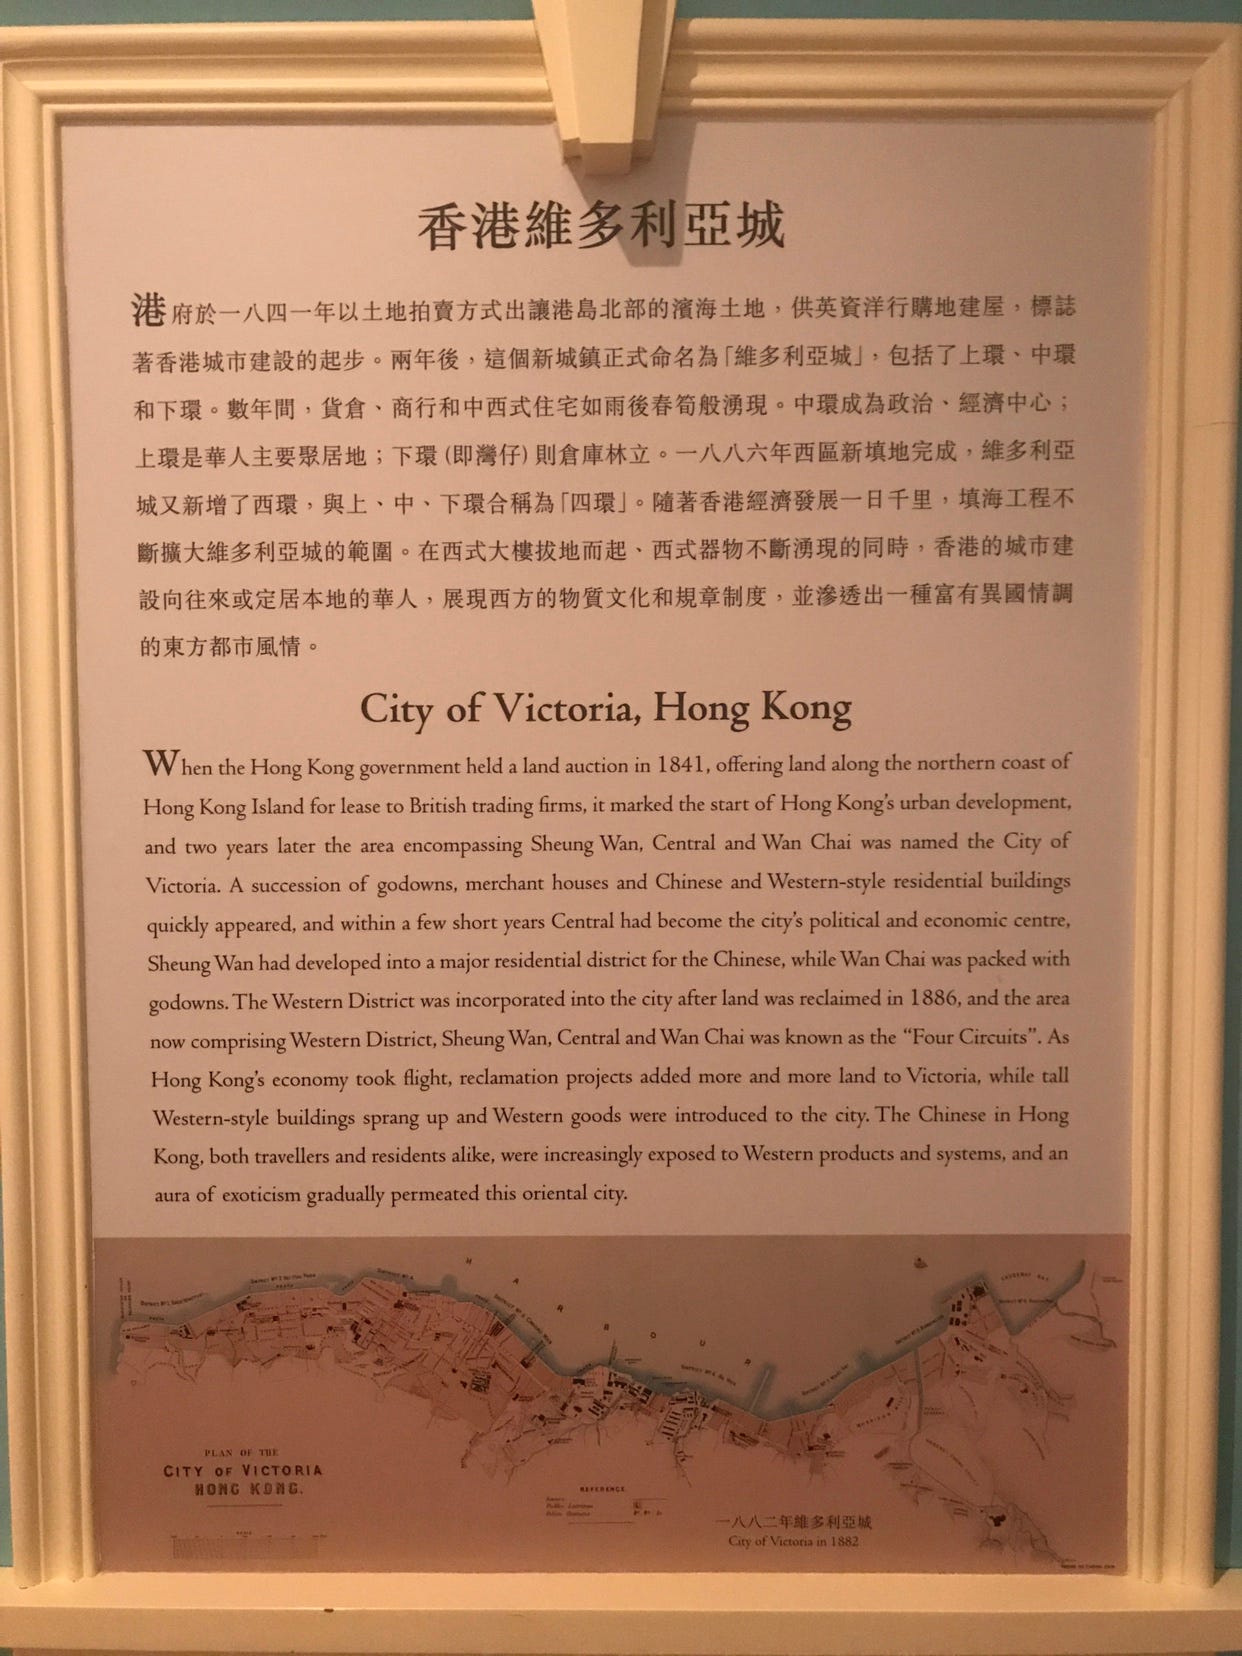 香港維多利亞城
港府於一八四一年以土地拍賣方式出讓港島北部的濱海土地，供英資洋行購地建屋，標誌
著香港城市建設的起步。兩年後，這個新城鎮正式命名為「維多利亞城」，包括了上環、中環
和下環。數年間，貨倉、商行和中西式住宅如雨後春筍般湧現。中環成為政治、經濟中心；
上環是華人主要聚居地；下環 (即灣仔) 則倉庫林立。一八八六年西區新填地完成，維多利亞
城又新增了西環，與上、中、下環合稱為「四環」。隨著香港經濟發展一日千里，填海工程不
斷擴大維多利亞城的範圍。在西式大樓拔地而起、西式器物不斷湧現的同時，香港的城市建
設向往來或定居本地的華人，展現西方的物質文化和規章制度，並滲透出一種富有異國情調
的東方都市風情。
City of Victoria, Hong Kong
When the Hong Kong government held a land auction in 1841, offering land along the northern coast of
Hong Kong Island for lease to British trading firms, it marked the start of Hong Kong's urban development,
and two years later the area encompassing Sheung Wan, Central and Wan Chai was named the City of
Victoria. A succession of godowns, merchant houses and Chinese and Western-style residential buildings
quickly appeared, and within a few short years Central had become the city's political and economic centre,
Sheung Wan had developed into a major residential district for the Chinese, while Wan Chai was packed with
godowns. The Western District was incorporated into the city after land was reclaimed in 1886, and the area
now comprising Western District, Sheung Wan, Central and Wan Chai was known as the “Four Circuits”. As
Hong Kong's economy took flight, reclamation projects added more and more land to Victoria, while tall
Western-style buildings sprang up and Western goods were introduced to the city. The Chinese in Hong
Kong, both travellers and residents alike, were increasingly exposed to Western products and systems, and an
aura of exoticism gradually permeated this oriental city.
HARBOUR
CAUSEWAY BAY
PLAN OF THE
CITY OF VICTORIA
HONG KONG.
SCALE
REFERENCE
一八八二年維多利亞城
City of Victoria in 1882